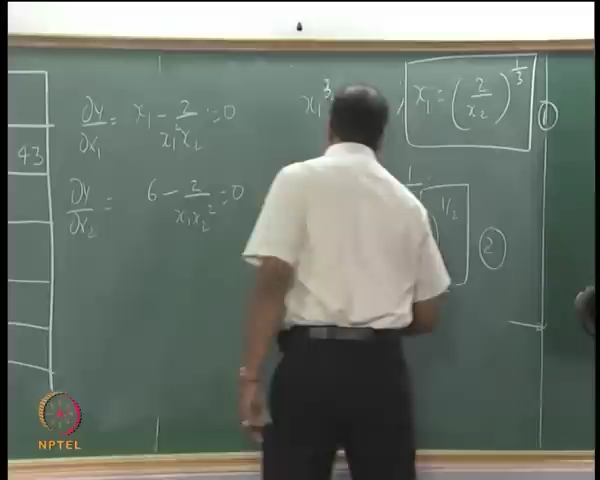 43
∂y/∂x₁ = x₁ − 2/(x₁²x₂) = 0
x₁³
x₁ = (2/x₂)^(1/3)
1
∂y/∂x₂ = 6 − 2/(x₁x₂²) = 0
1/2
2
NPTEL